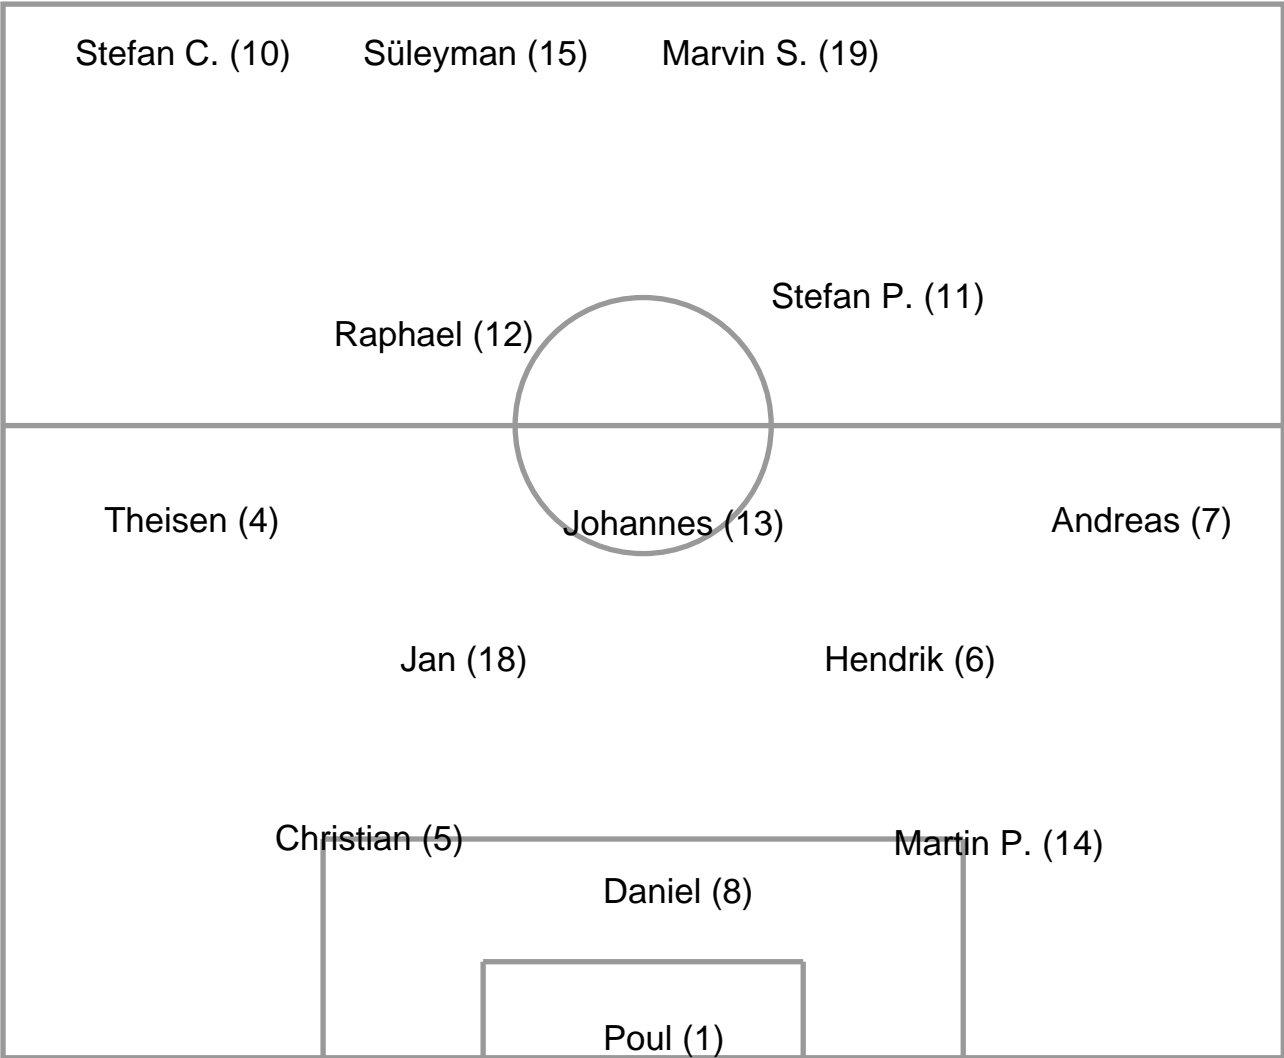 Stefan C. (10)
Süleyman (15)
Marvin S. (19)
Stefan P. (11)
Raphael (12)
Theisen (4)
Johannes (13)
Andreas (7)
Jan (18)
Hendrik (6)
Christian (5)
Martin P. (14)
Daniel (8)
Poul (1)